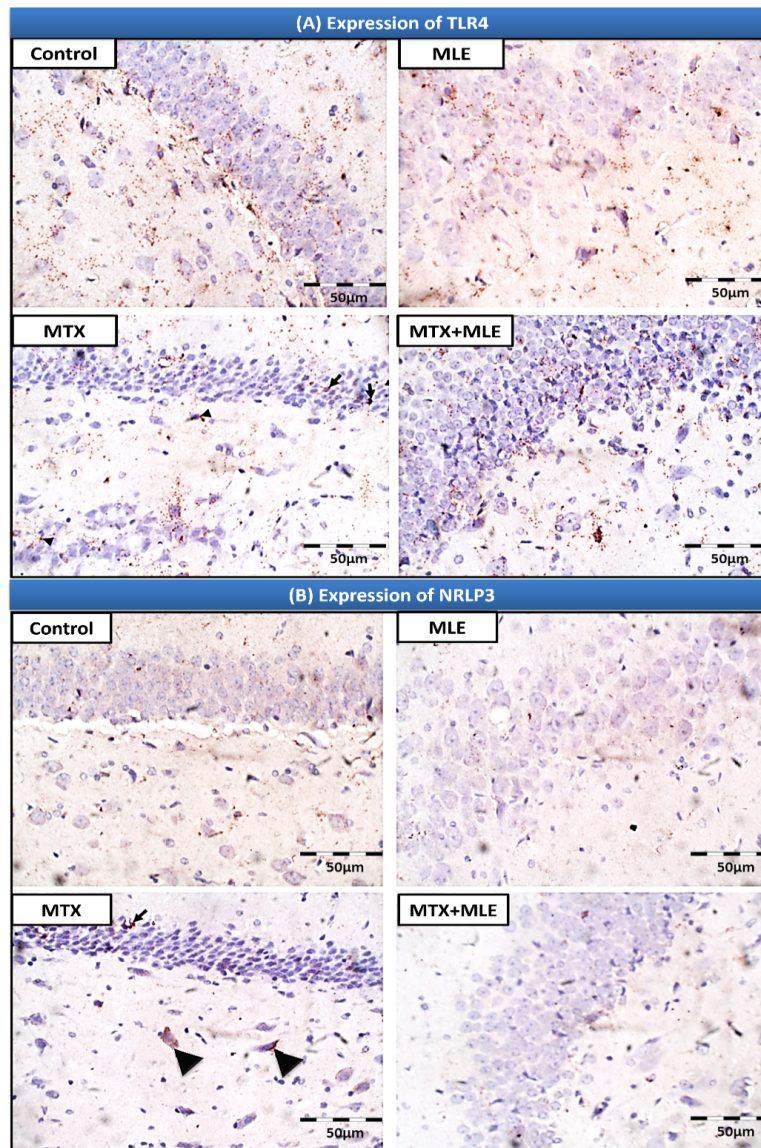 (A) Expression of TLR4
Control
MLE
50µm
50µm
MTX
MTX+MLE
50µm
50µm
(B) Expression of NRLP3
Control
MLE
50µm
50µm
MTX
MTX+MLE
50µm
50µm